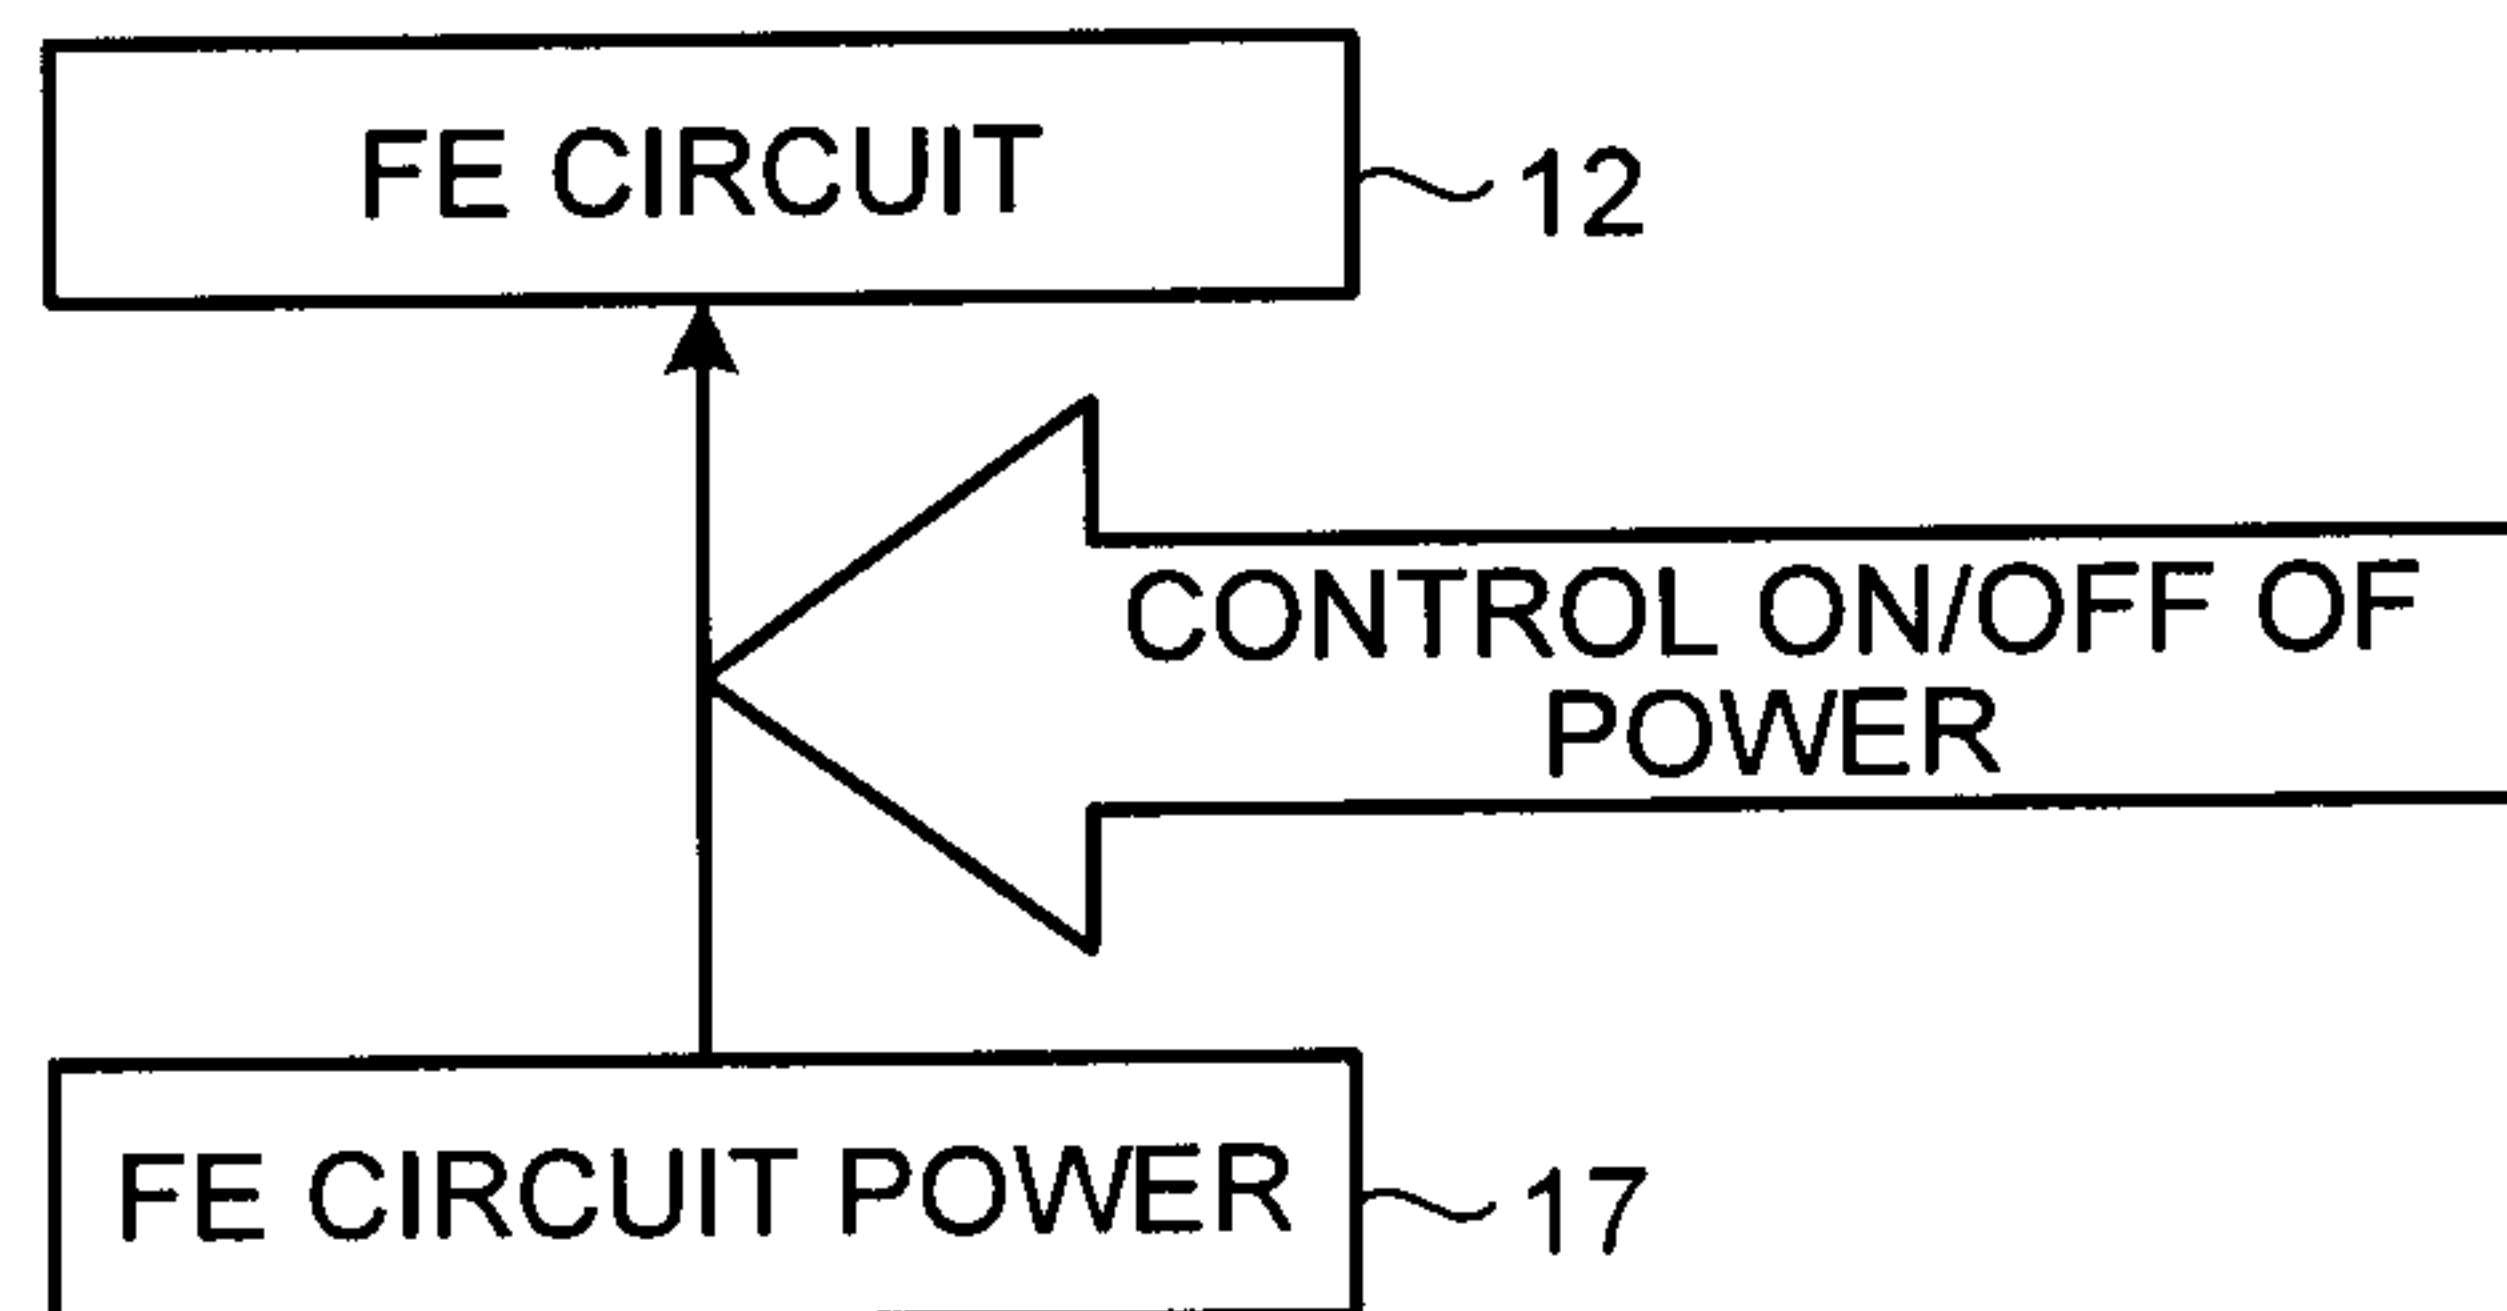 FE CIRCUIT
12
CONTROL ON/OFF OF
POWER
FE CIRCUIT POWER
17